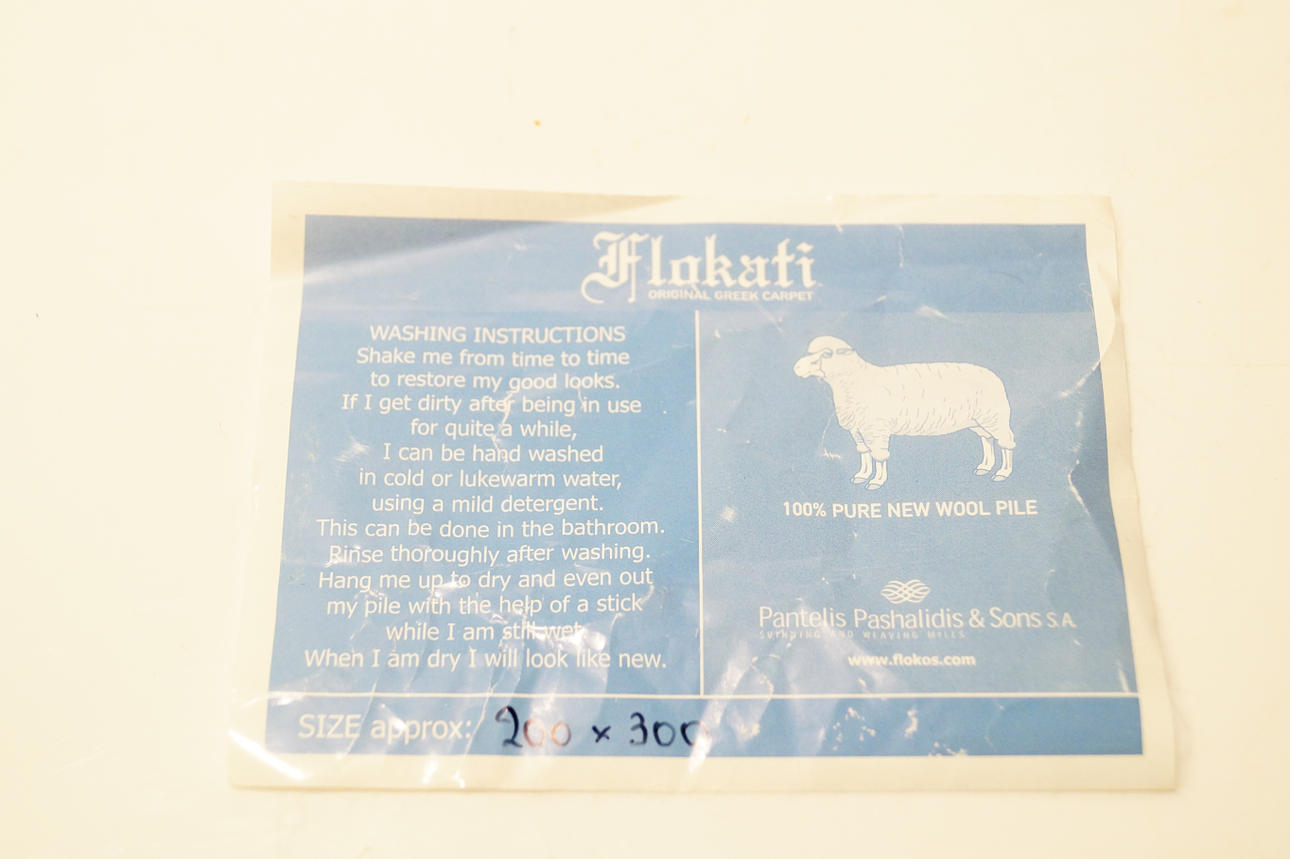 Flokati
ORIGINAL GREEK CARPET
WASHING INSTRUCTIONS
Shake me from time to time
to restore my good looks.
If I get dirty after being in use
for quite a while,
I can be hand washed
in cold or lukewarm water,
using a mild detergent.
This can be done in the bathroom.
Rinse thoroughly after washing.
Hang me up to dry and even out
my pile with the help of a stick
while I am still wet.
When I am dry I will look like new.
100% PURE NEW WOOL PILE
Pantelis Pashalidis & Sons S.A.
SPINNING AND WEAVING MILLS
www.flokos.com
SIZE approx: 200 x 300